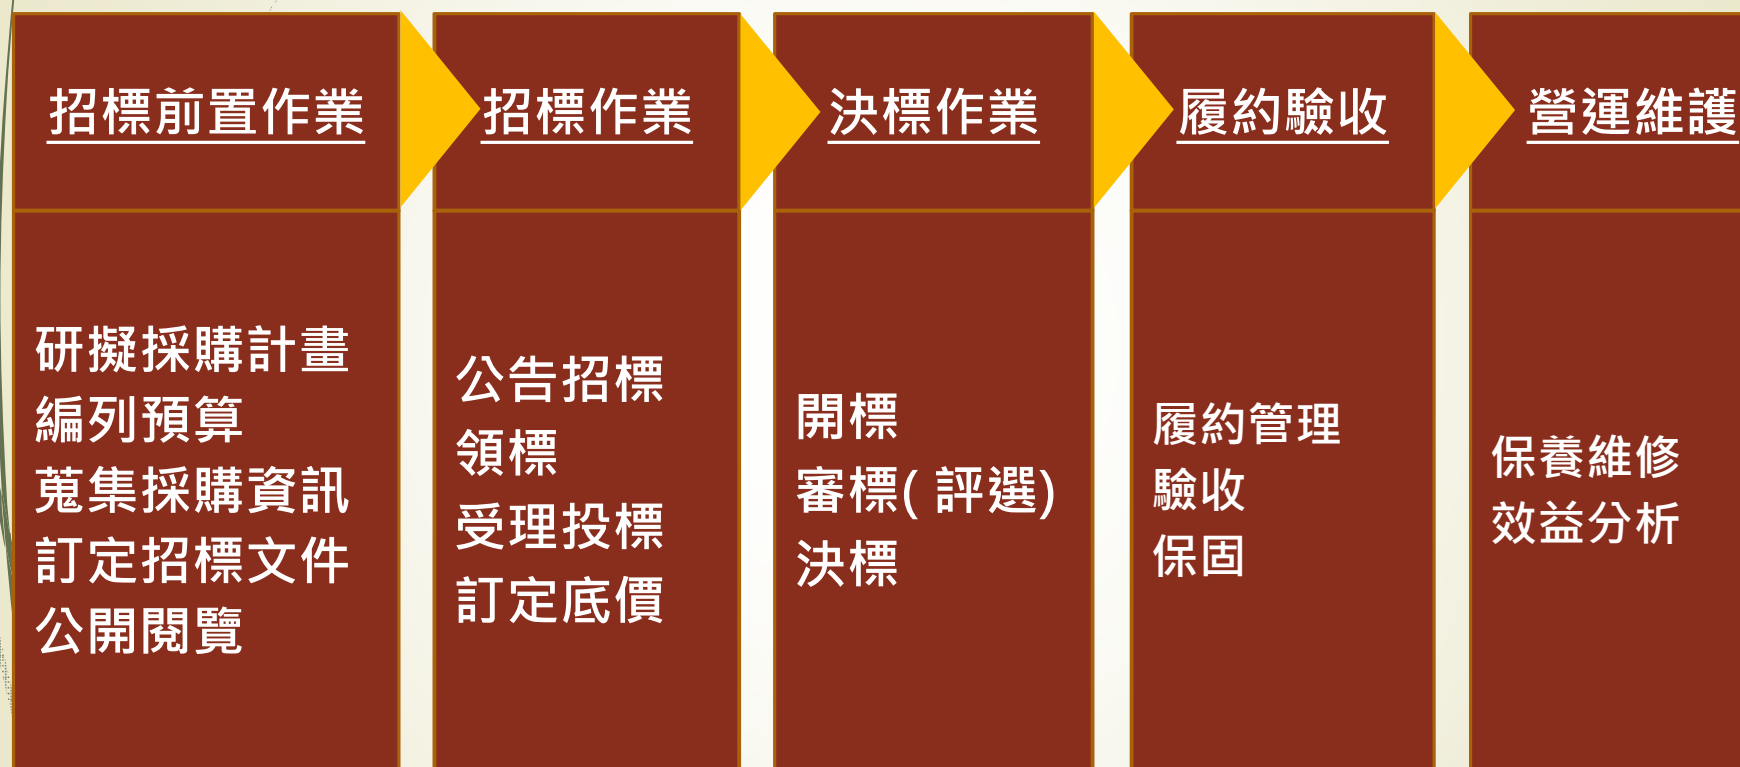 招標前置作業
研擬採購計畫
編列預算
蒐集採購資訊
訂定招標文件
公開閱覽
招標作業
公告招標
領標
受理投標
訂定底價
決標作業
開標
審標( 評選)
決標
履約驗收
履約管理
驗收
保固
營運維護
保養維修
效益分析